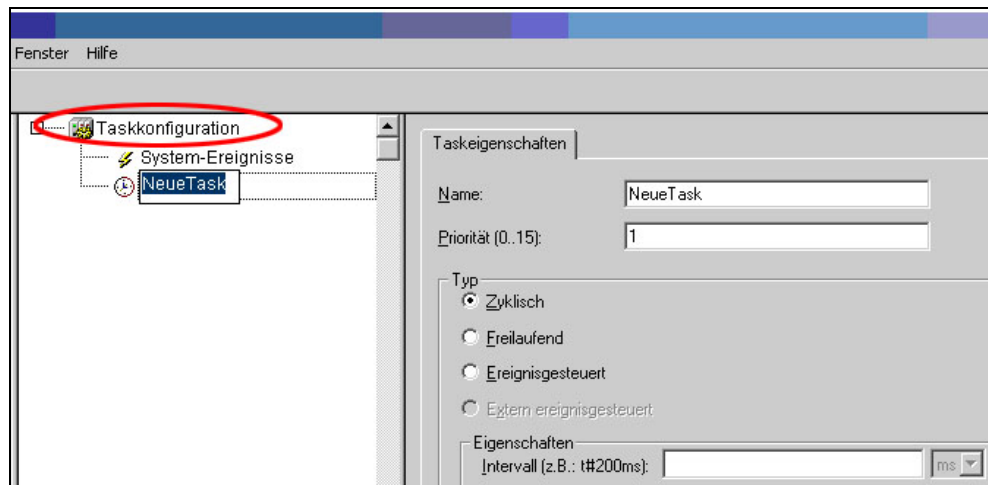 Fenster Hilfe
Taskkonfiguration
System-Ereignisse
NeueTask
Taskeigenschaften
Name: NeueTask
Priorität (0..15): 1
Typ
Zyklisch
Freilaufend
Ereignisgesteuert
Extern ereignisgesteuert
Eigenschaften
Intervall (z.B.: t#200ms): ms